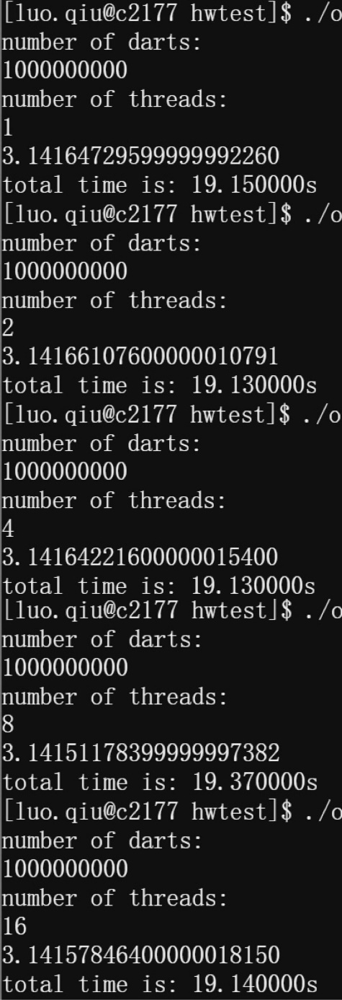 [luo.qiu@c2177 hwtest]$ ./o
number of darts:
1000000000
number of threads:
1
3.14164729599999992260
total time is: 19.150000s
[luo.qiu@c2177 hwtest]$ ./o
number of darts:
1000000000
number of threads:
2
3.14166107600000010791
total time is: 19.130000s
[luo.qiu@c2177 hwtest]$ ./o
number of darts:
1000000000
number of threads:
4
3.14164221600000015400
total time is: 19.130000s
[luo.qiu@c2177 hwtest]$ ./o
number of darts:
1000000000
number of threads:
8
3.14151178399999997382
total time is: 19.370000s
[luo.qiu@c2177 hwtest]$ ./o
number of darts:
1000000000
number of threads:
16
3.14157846400000018150
total time is: 19.140000s